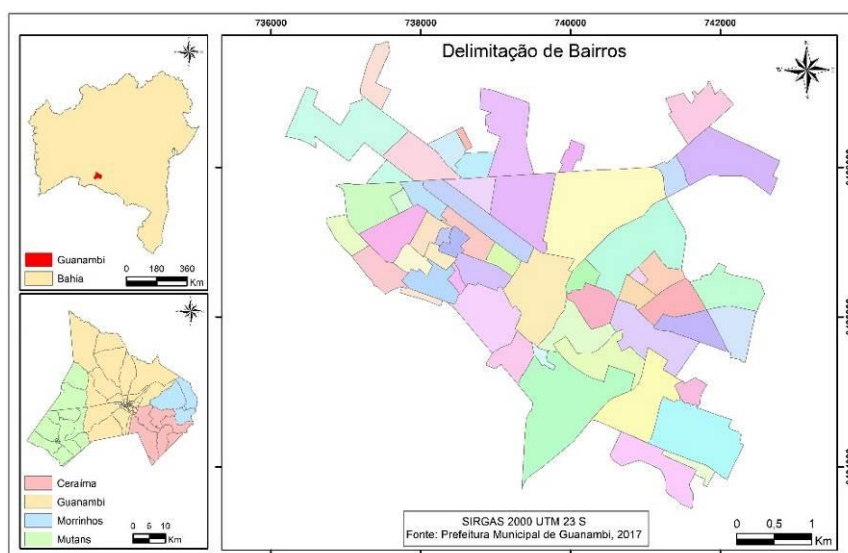 736000 738000 740000 742000
Delimitação de Bairros
Guanambi
Bahia
0 180 360
Km
Ceraíma
Guanambi
Morrinhos
Mutans
0 5 10
Km
SIRGAS 2000 UTM 23 S
Fonte: Prefeitura Municipal de Guanambi, 2017
0 0,5 1
Km